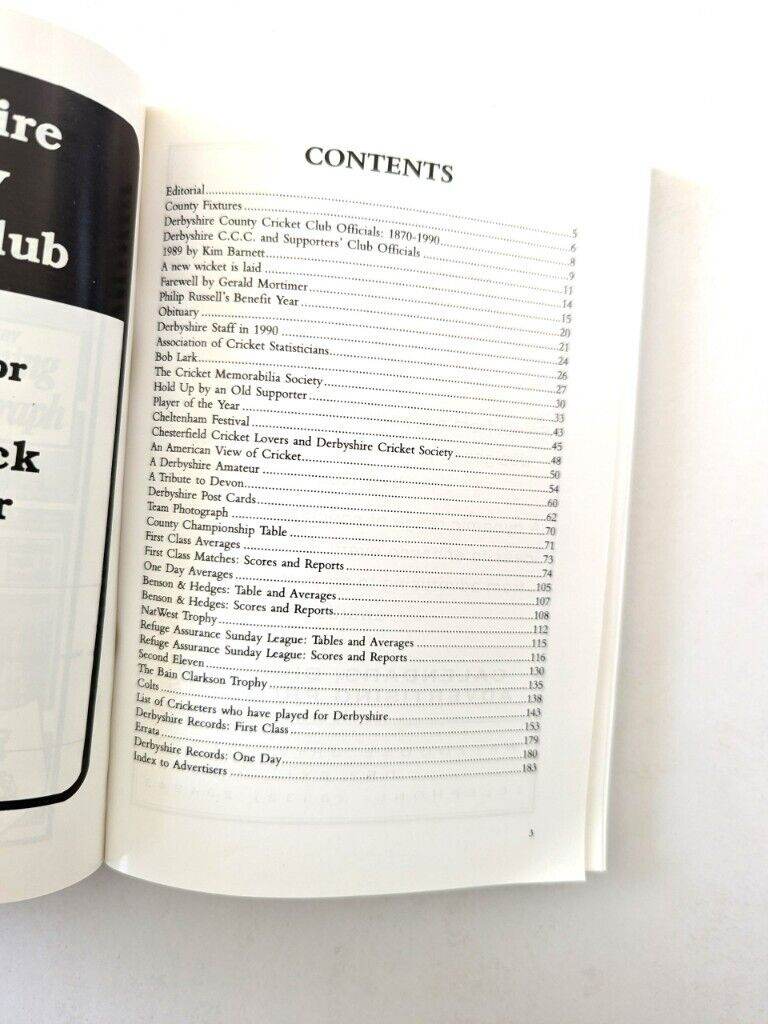 ire
lub
or
ck
r
CONTENTS
Editorial 5
County Fixtures 6
Derbyshire County Cricket Club Officials: 1870-1990 8
Derbyshire C.C.C. and Supporters' Club Officials 9
1989 by Kim Barnett 11
A new wicket is laid 14
Farewell by Gerald Mortimer 15
Philip Russell's Benefit Year 20
Obituary 21
Derbyshire Staff in 1990 24
Association of Cricket Statisticians 26
Bob Lark 27
The Cricket Memorabilia Society 30
Hold Up by an Old Supporter 33
Player of the Year 43
Cheltenham Festival 45
Chesterfield Cricket Lovers and Derbyshire Cricket Society 48
An American View of Cricket 50
A Derbyshire Amateur 54
A Tribute to Devon 60
Derbyshire Post Cards 62
Team Photograph 70
County Championship Table 71
First Class Averages 73
First Class Matches: Scores and Reports 74
One Day Averages 105
Benson & Hedges: Table and Averages 107
Benson & Hedges: Scores and Reports 108
NatWest Trophy 112
Refuge Assurance Sunday League: Tables and Averages 115
Refuge Assurance Sunday League: Scores and Reports 116
Second Eleven 130
The Bain Clarkson Trophy 135
Colts 138
List of Cricketers who have played for Derbyshire 143
Derbyshire Records: First Class 153
Errata 179
Derbyshire Records: One Day 180
Index to Advertisers 183
3